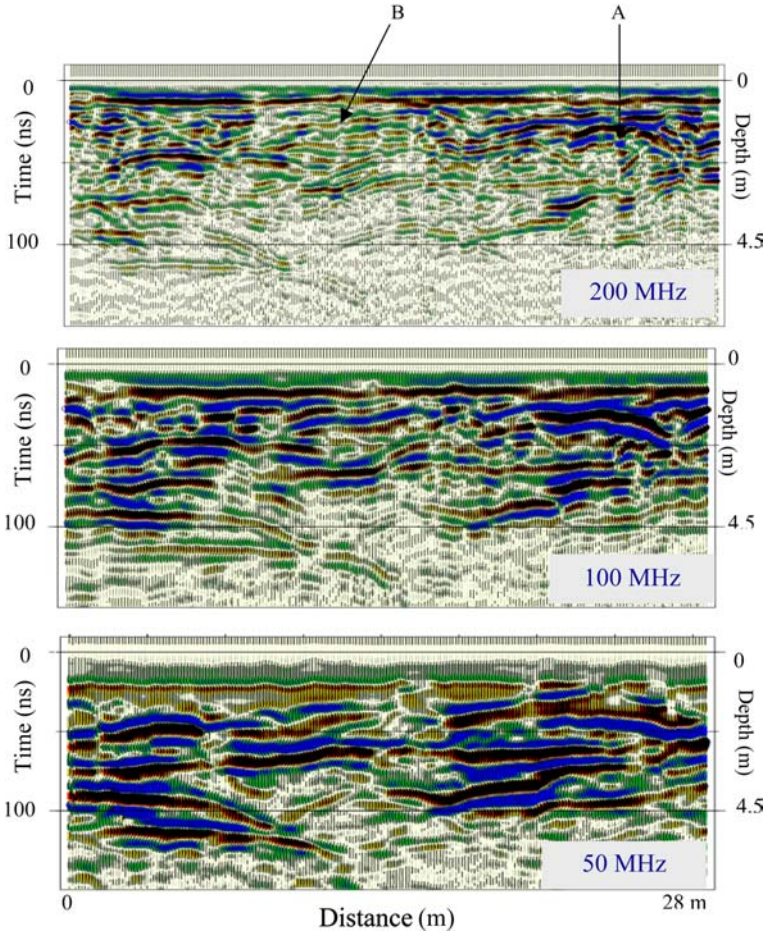 B A
0 0
Time (ns)
Depth (m)
100 4.5
200 MHz
0 0
Time (ns)
Depth (m)
100 4.5
100 MHz
0 0
Time (ns)
Depth (m)
100 4.5
50 MHz
0 28 m
Distance (m)